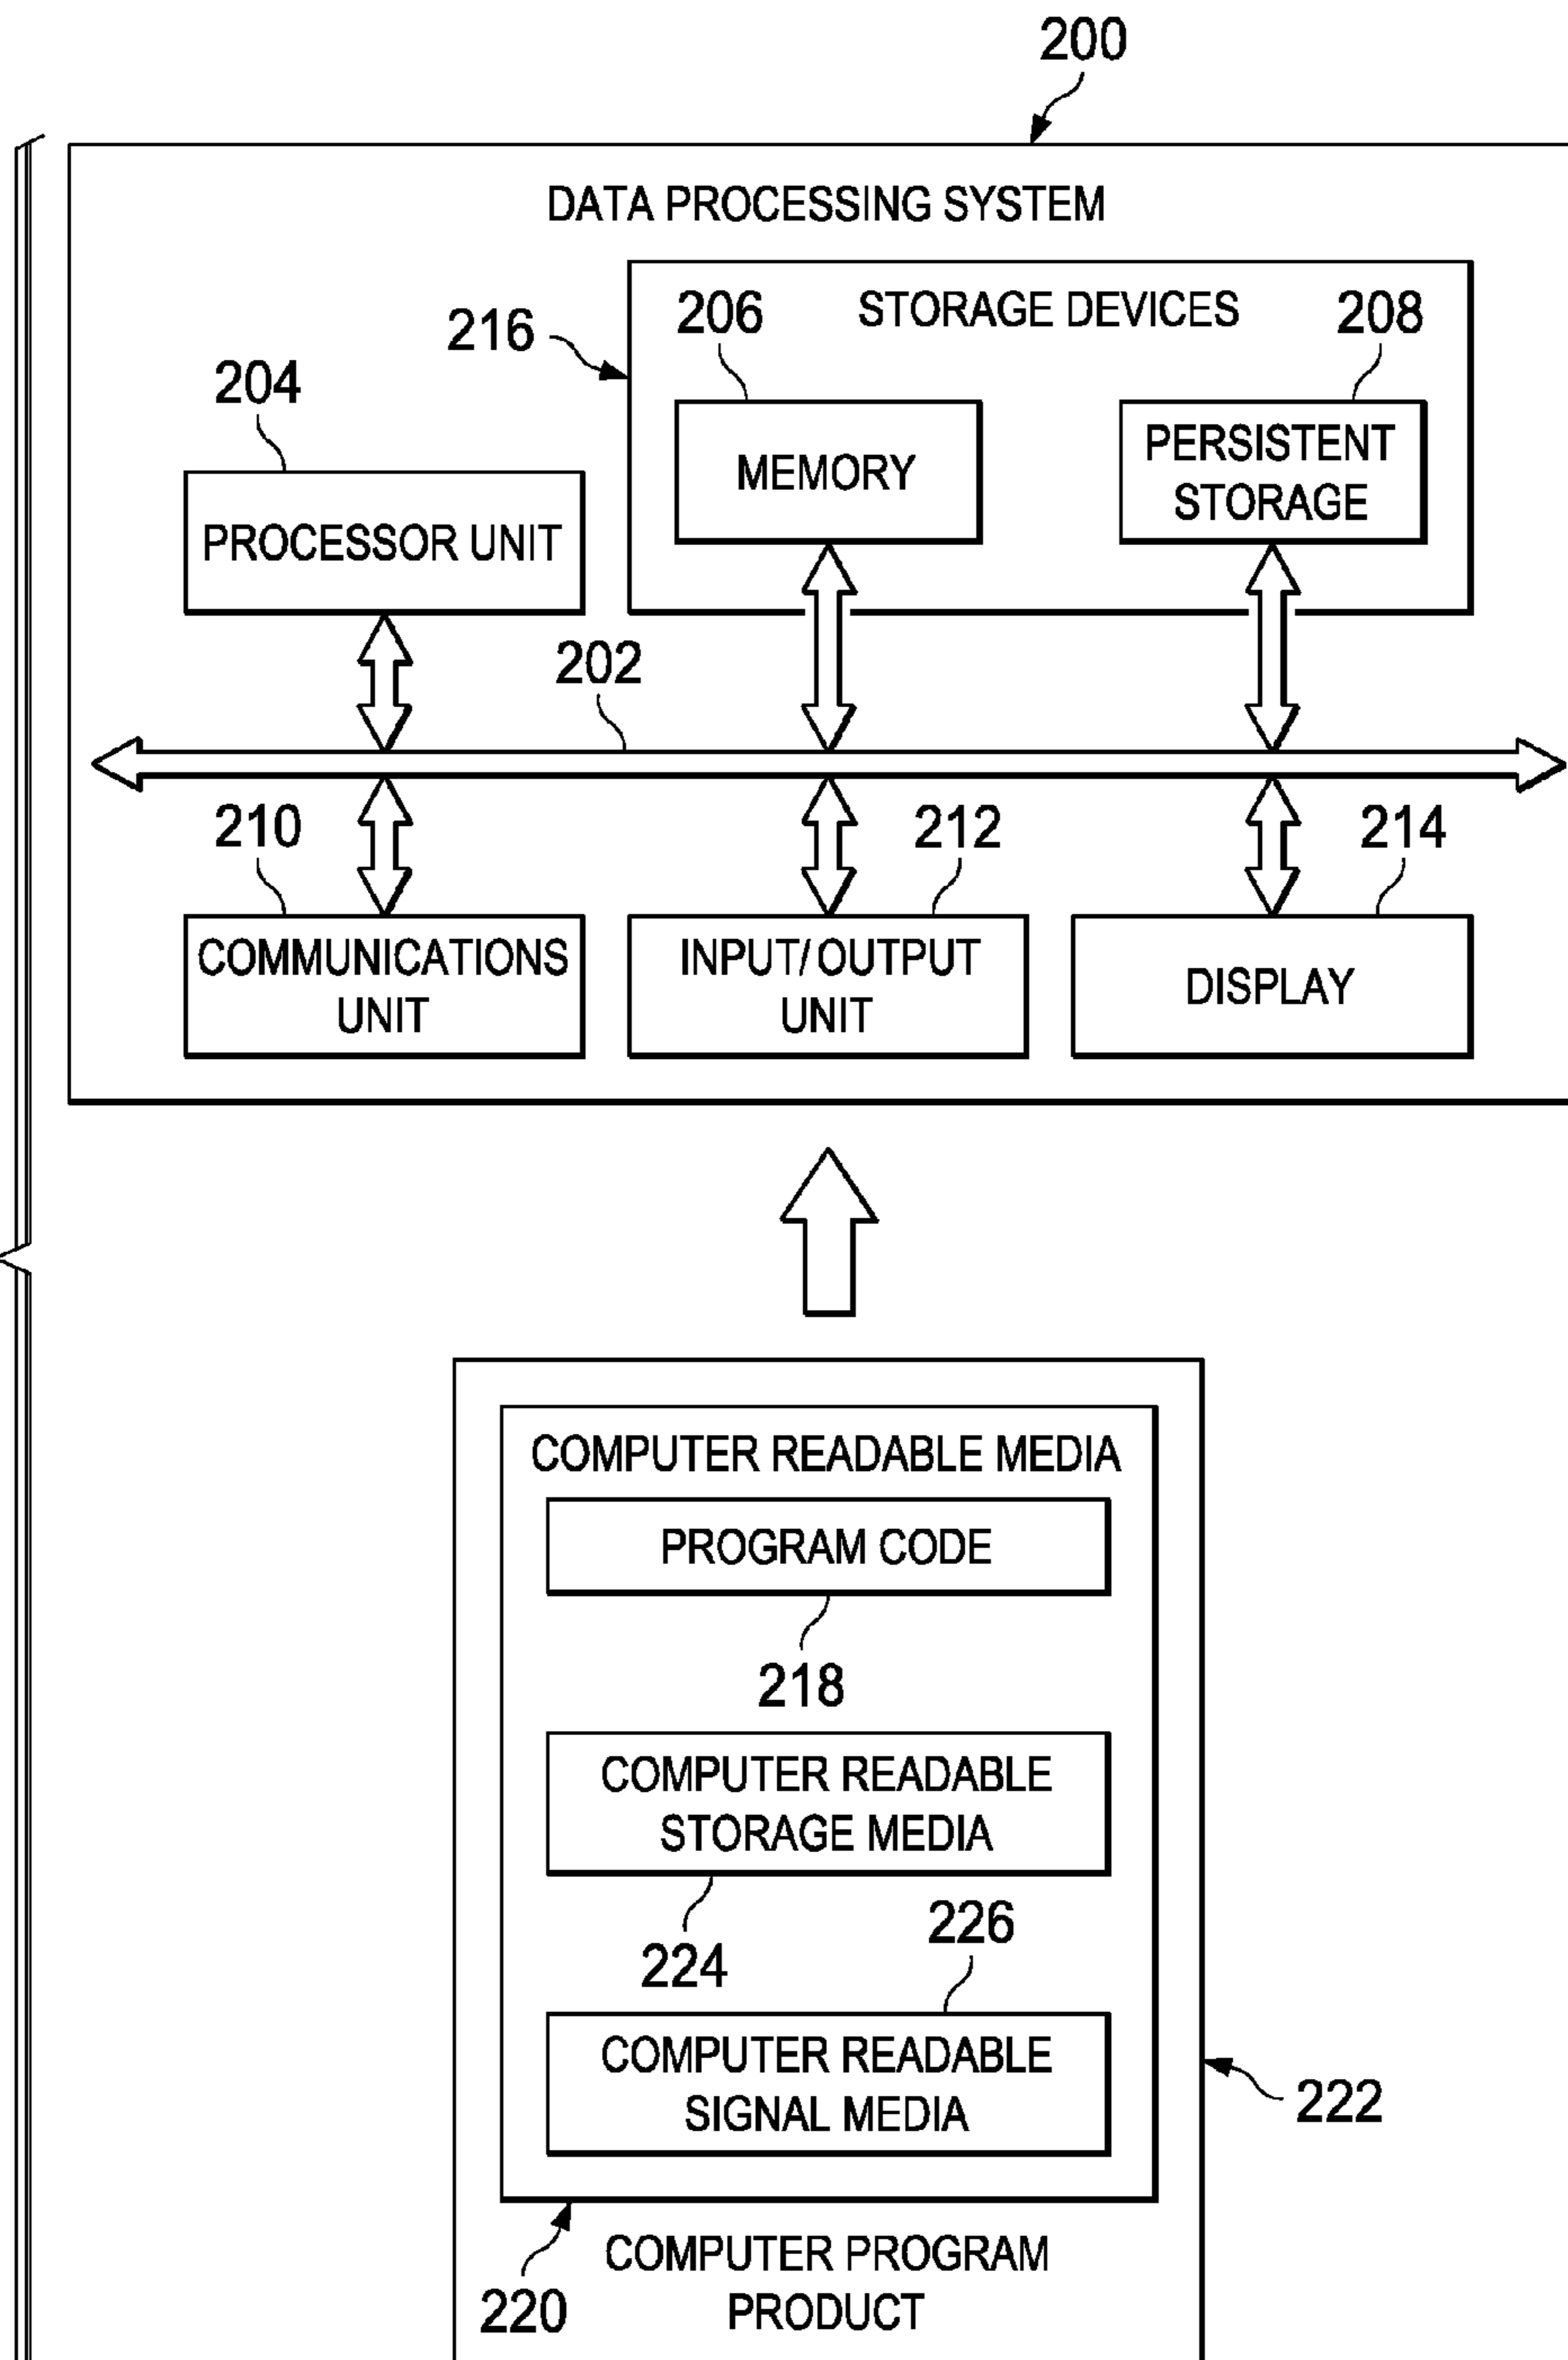 200
DATA PROCESSING SYSTEM
216
206
STORAGE DEVICES
208
204
MEMORY
PERSISTENT
STORAGE
PROCESSOR UNIT
202
210
212
214
COMMUNICATIONS
UNIT
INPUT/OUTPUT
UNIT
DISPLAY
COMPUTER READABLE MEDIA
PROGRAM CODE
218
COMPUTER READABLE
STORAGE MEDIA
224
226
COMPUTER READABLE
SIGNAL MEDIA
222
220
COMPUTER PROGRAM
PRODUCT